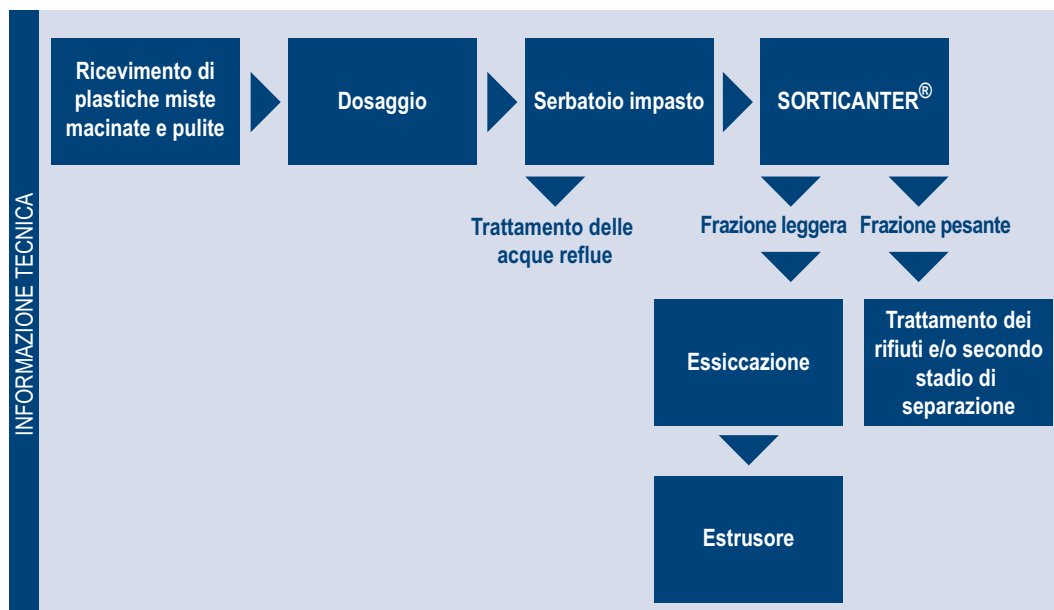 INFORMAZIONE TECNICA
Ricevimento di
plastiche miste
macinate e pulite
Dosaggio
Serbatoio impasto
SORTICANTER®
Trattamento delle
acque reflue
Frazione leggera
Frazione pesante
Essiccazione
Trattamento dei
rifiuti e/o secondo
stadio di
separazione
Estrusore